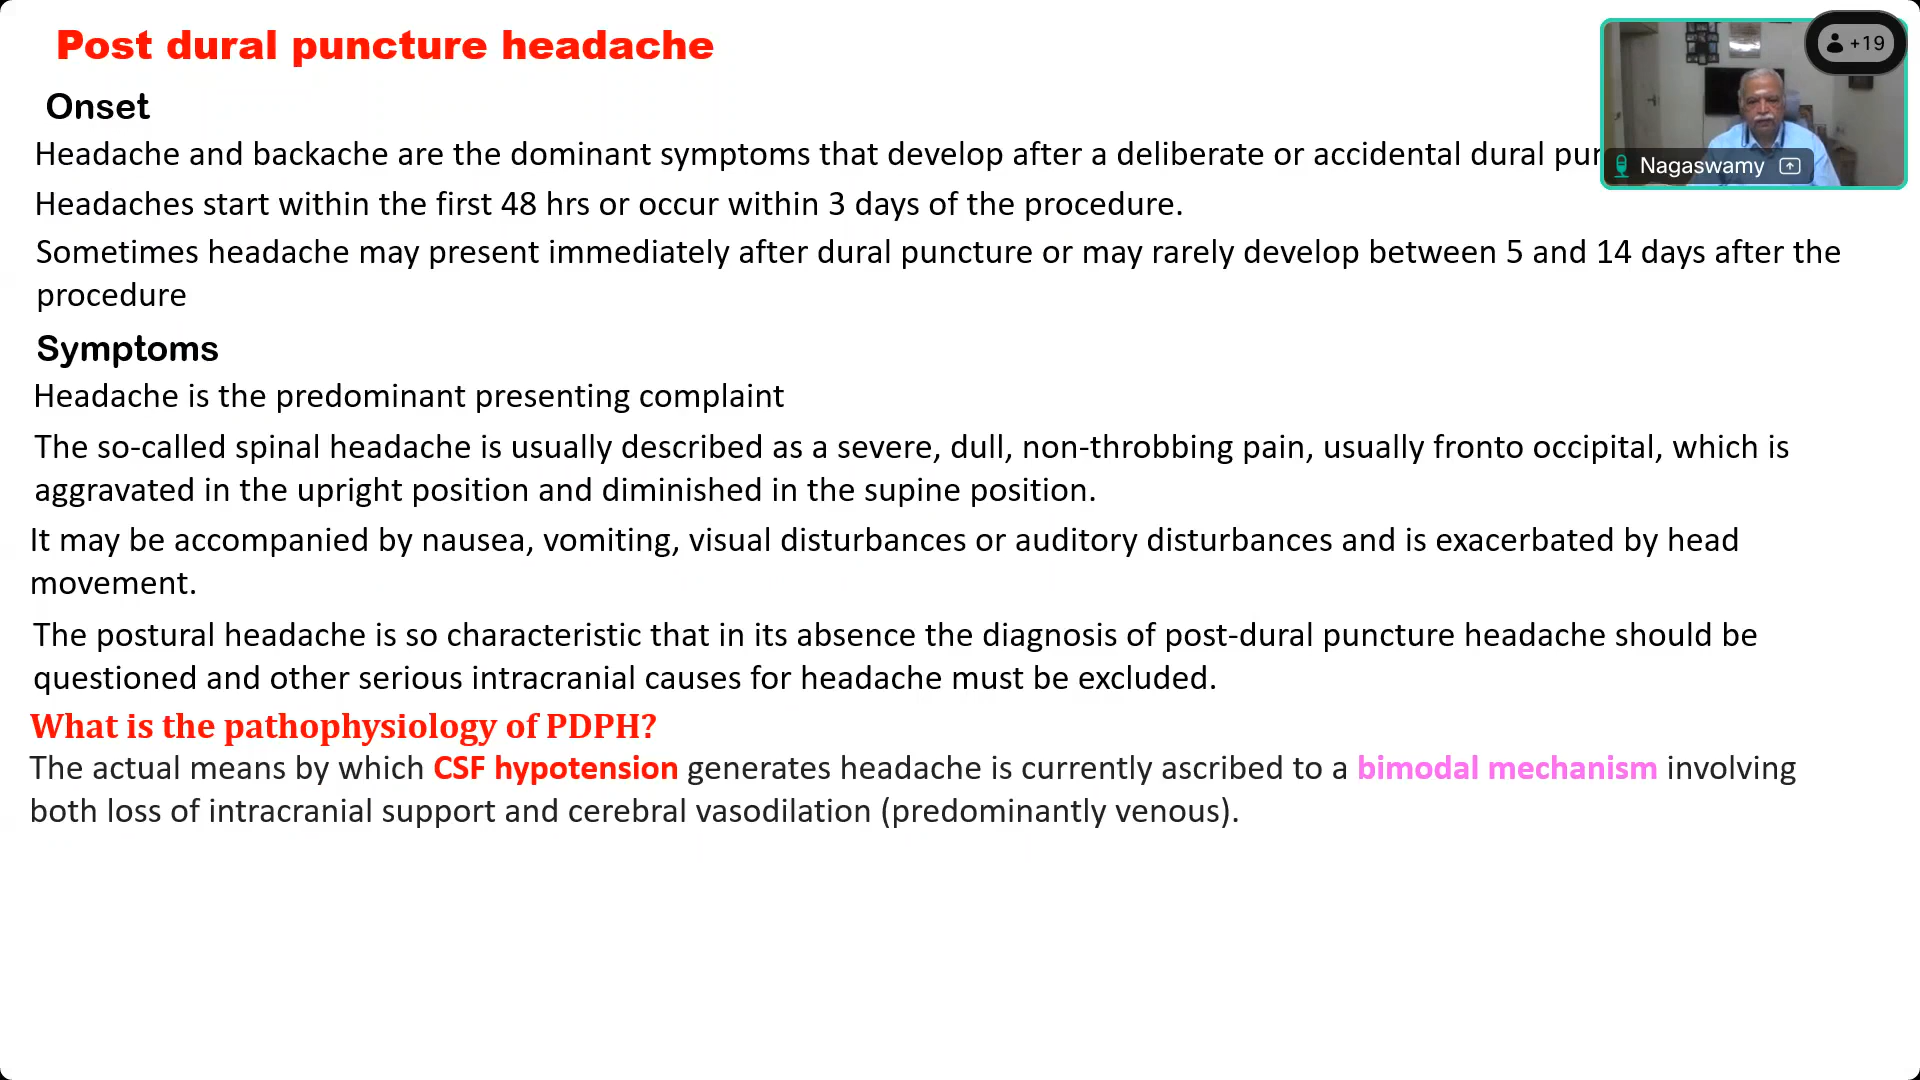 Post dural puncture headache
+19
Onset
Headache and backache are the dominant symptoms that develop after a deliberate or accidental dural
Nagaswamy
Headaches start within the first 48 hrs or occur within 3 days of the procedure.
Sometimes headache may present immediately after dural puncture or may rarely develop between 5 and 14 days after the
procedure
Symptoms
Headache is the predominant presenting complaint
The so-called spinal headache is usually described as a severe, dull, non-throbbing pain, usually fronto occipital, which is
aggravated in the upright position and diminished in the supine position.
It may be accompanied by nausea, vomiting, visual disturbances or auditory disturbances and is exacerbated by head
movement.
The postural headache is so characteristic that in its absence the diagnosis of post-dural puncture headache should be
questioned and other serious intracranial causes for headache must be excluded.
What is the pathophysiology of PDPH?
The actual means by which CSF hypotension generates headache is currently ascribed to a bimodal mechanism involving
both loss of intracranial support and cerebral vasodilation (predominantly venous).